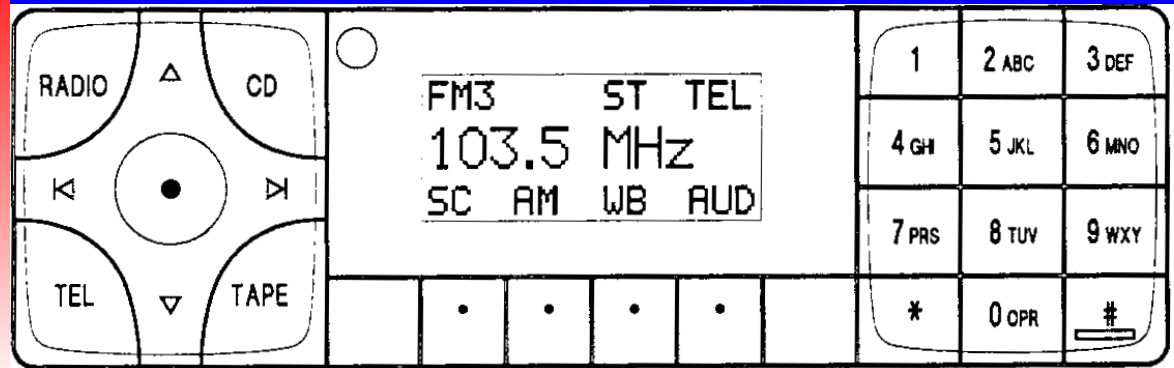 RADIO
CD
TEL
TAPE
FM3 ST TEL
103.5 MHz
SC AM WB AUD
1 2 ABC 3 DEF
4 GHI 5 JKL 6 MNO
7 PRS 8 TUV 9 WXY
* 0 OPR #